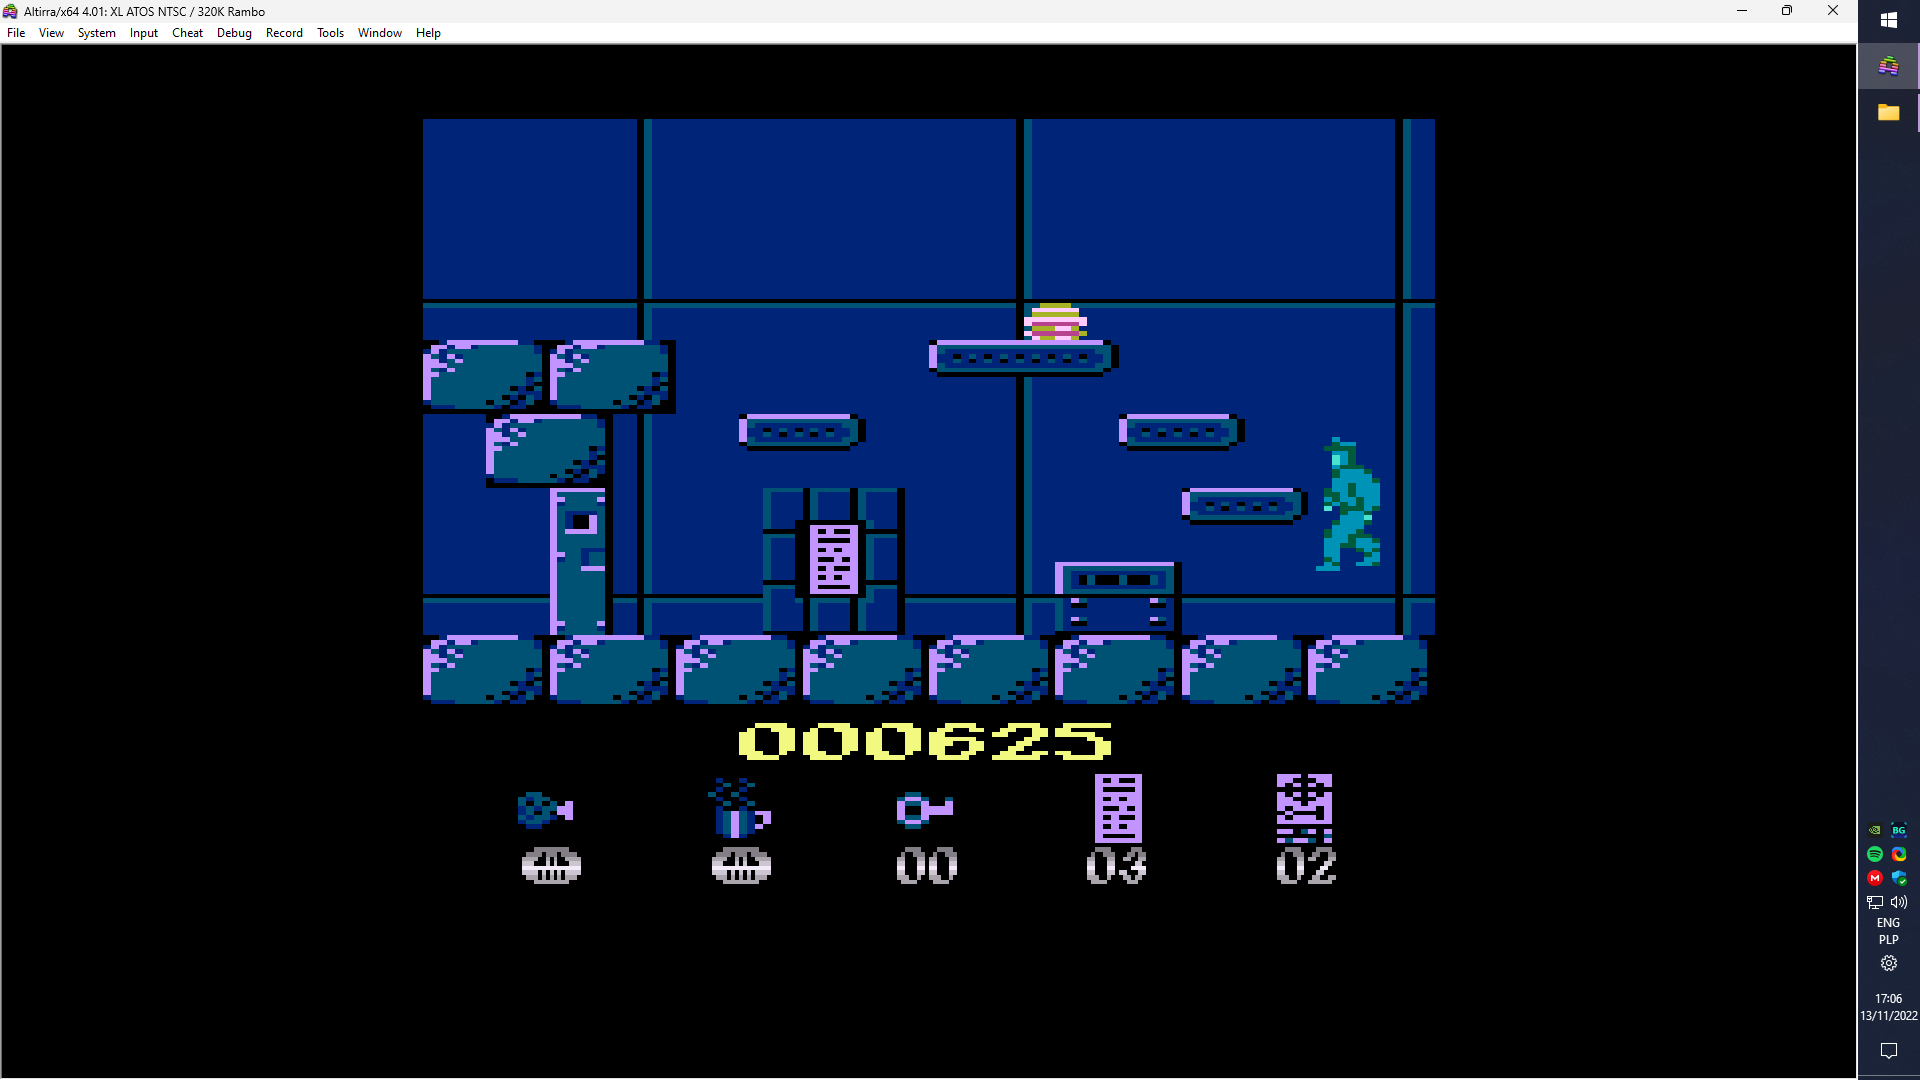 Altirra/x64 4.01: XL ATOS NTSC / 320K Rambo
File View System Input Cheat Debug Record Tools Window Help
000625
00 03 02
BG
ENG
PLP
17:06
13/11/2022